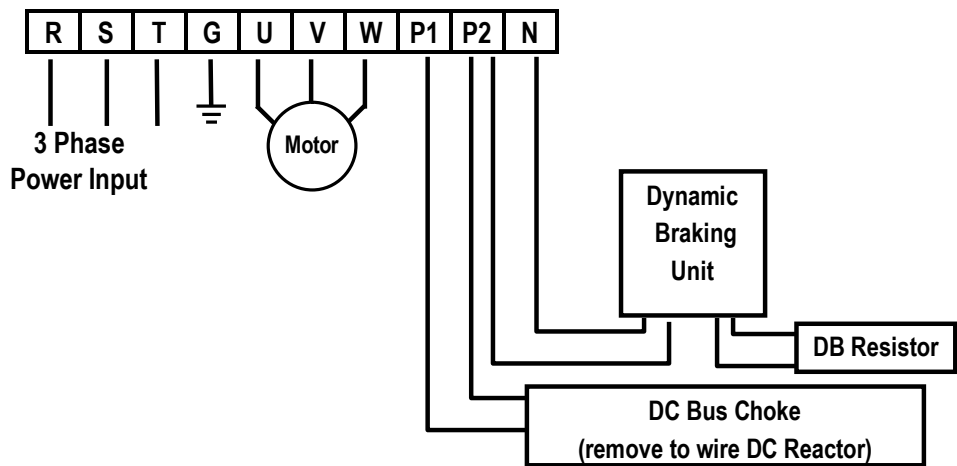 R S T G U V W P1 P2 N
3 Phase
Power Input
Motor
Dynamic
Braking
Unit
DB Resistor
DC Bus Choke
(remove to wire DC Reactor)